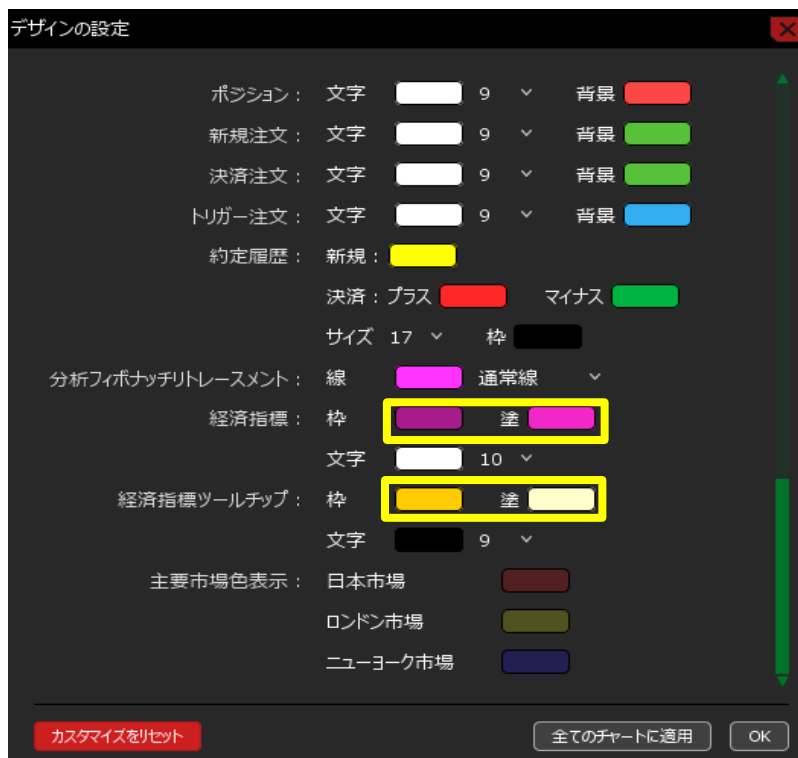 デザインの設定
ポジション : 文字 9 背景
新規注文 : 文字 9 背景
決済注文 : 文字 9 背景
トリガー注文 : 文字 9 背景
約定履歴 : 新規 :
決済 : プラス マイナス
サイズ 17 枠
分析フィボナッチリトレースメント : 線 通常線
経済指標 : 枠 塗
文字 10
経済指標ツールチップ : 枠 塗
文字 9
主要市場色表示 : 日本市場
ロンドン市場
ニューヨーク市場
カスタマイズをリセット 全てのチャートに適用 OK